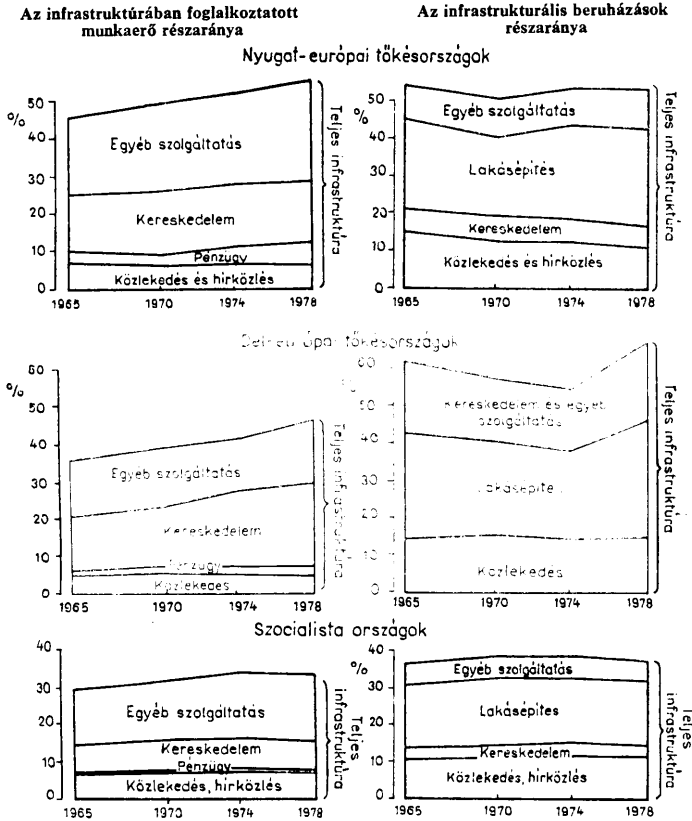 Az infrastruktúrában foglalkoztatott
munkaerő részaránya
Az infrastrukturális beruházások
részaránya
Nyugat-európai tőkésországok
%
50
40
30
20
10
0
Egyéb szolgáltatás
Kereskedelem
Pénzügy
Közlekedés és hírközlés
1965
1970
1974
1978
Teljes infrastruktúra
%
50
40
30
20
10
0
Egyéb szolgáltatás
Lakásépítés
Kereskedelem
Közlekedés és hírközlés
1965
1970
1974
1978
Teljes infrastruktúra
tőkésországok
%
60
50
40
30
20
10
0
Egyéb szolgáltatás
Kereskedelem
Pénzügy
Közlekedés
1965
1970
1974
1978
Teljes infrastruktúra
60
50
40
30
20
10
0
Kereskedelem és egyéb
szolgáltatás
Lakásépítés
Közlekedés
1965
1970
1974
1978
Teljes infrastruktúra
Szocialista országok
%
40
30
20
10
0
Egyéb szolgáltatás
Kereskedelem
Pénzügy
Közlekedés, hírközlés
1965
1970
1974
1978
Teljes
infrastruktúra
%
40
30
20
10
0
Egyéb szolgáltatás
Lakásépítes
Kereskedelem
Közlekedés, hírközlés
1965
1970
1974
1978
Teljes
infrastruktúra